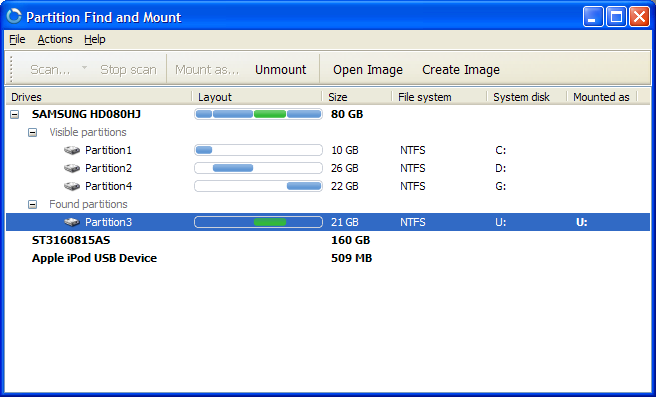 Partition Find and Mount
File Actions Help
Scan... Stop scan Mount as... Unmount Open Image Create Image
Drives Layout Size File system System disk Mounted as
SAMSUNG HD080HJ 80 GB
Visible partitions
Partition1 10 GB NTFS C:
Partition2 26 GB NTFS D:
Partition4 22 GB NTFS G:
Found partitions
Partition3 21 GB NTFS U: U:
ST3160815AS 160 GB
Apple iPod USB Device 509 MB